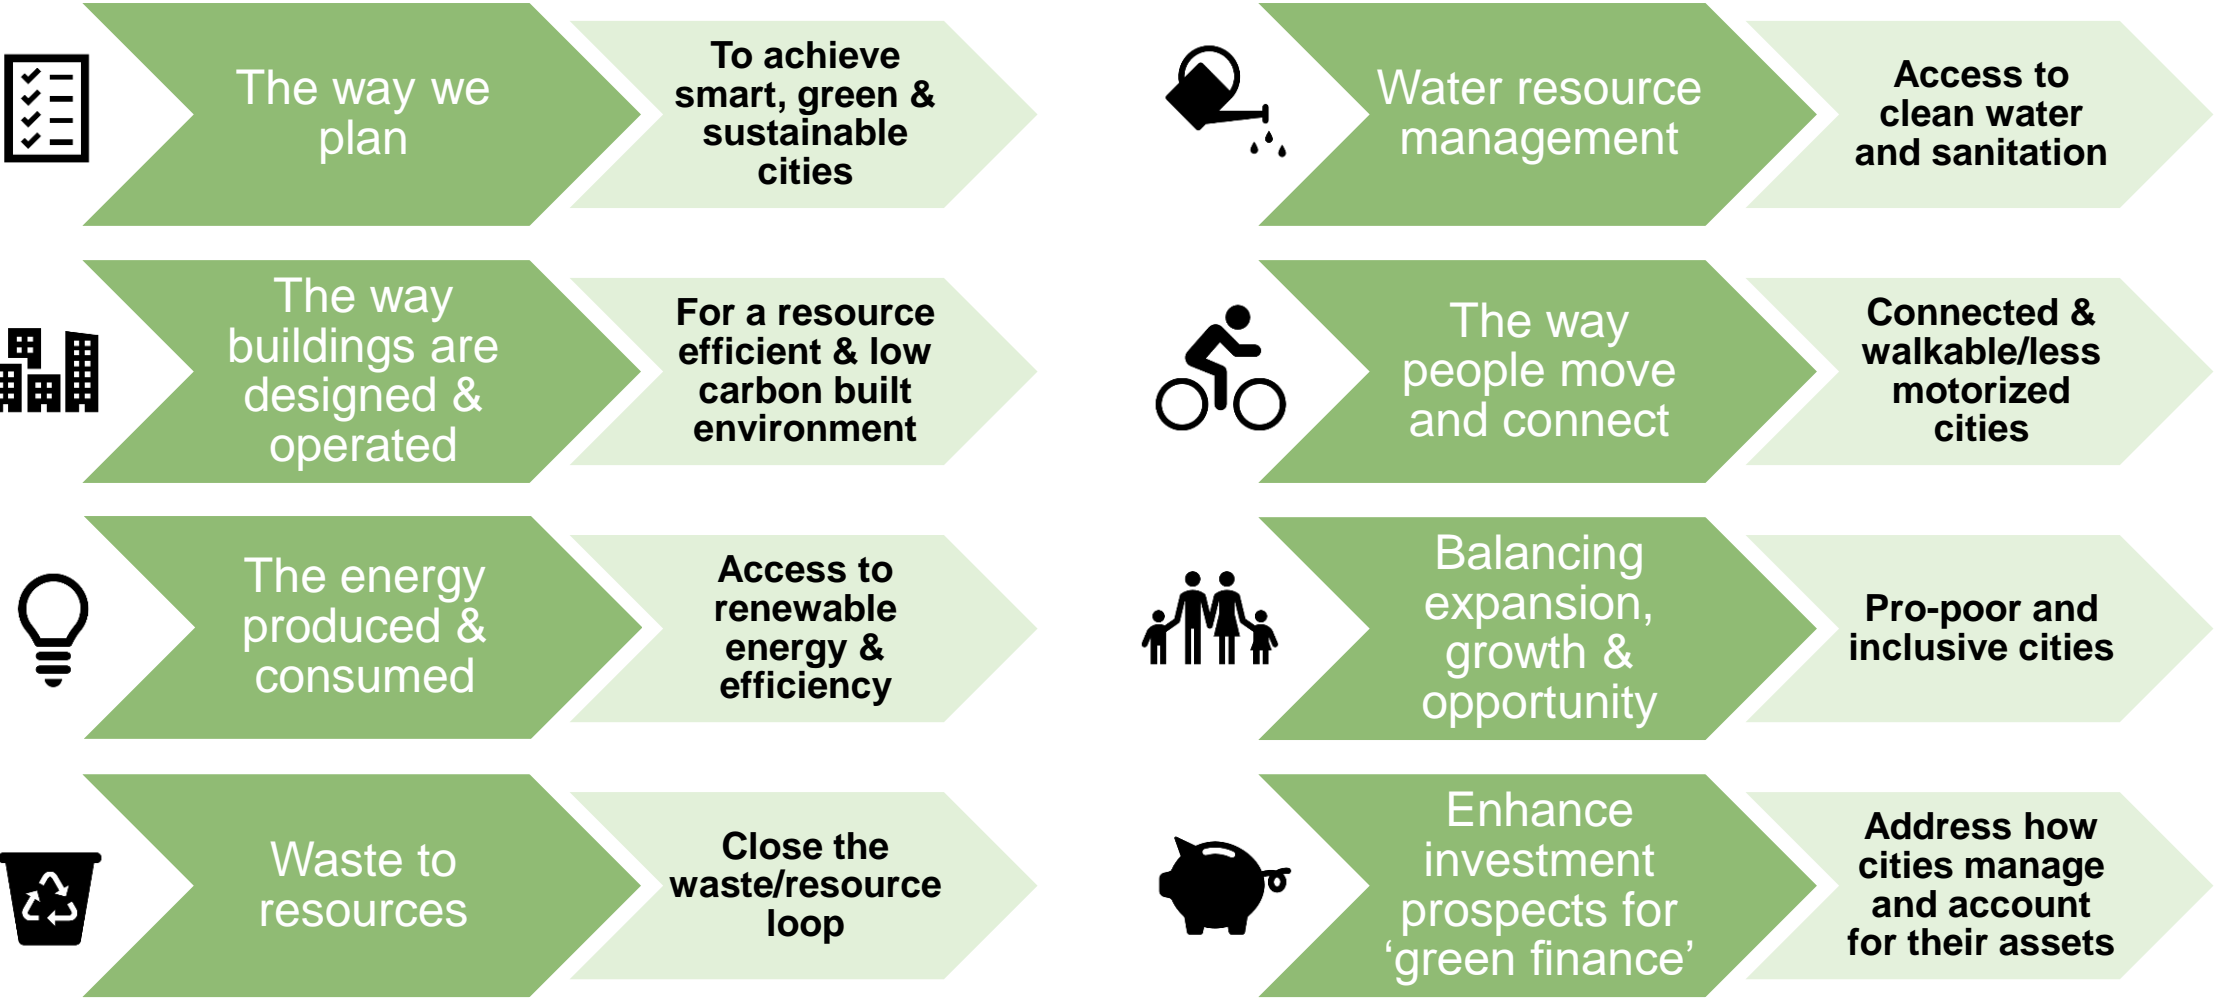 The way we
plan
To achieve
smart, green &
sustainable
cities
The way
buildings are
designed &
operated
For a resource
efficient & low
carbon built
environment
The energy
produced &
consumed
Access to
renewable
energy &
efficiency
Waste to
resources
Close the
waste/resource
loop
Water resource
management
Access to
clean water
and sanitation
The way
people move
and connect
Connected &
walkable/less
motorized
cities
Balancing
expansion,
growth &
opportunity
Pro-poor and
inclusive cities
Enhance
investment
prospects for
‘green finance’
Address how
cities manage
and account
for their assets